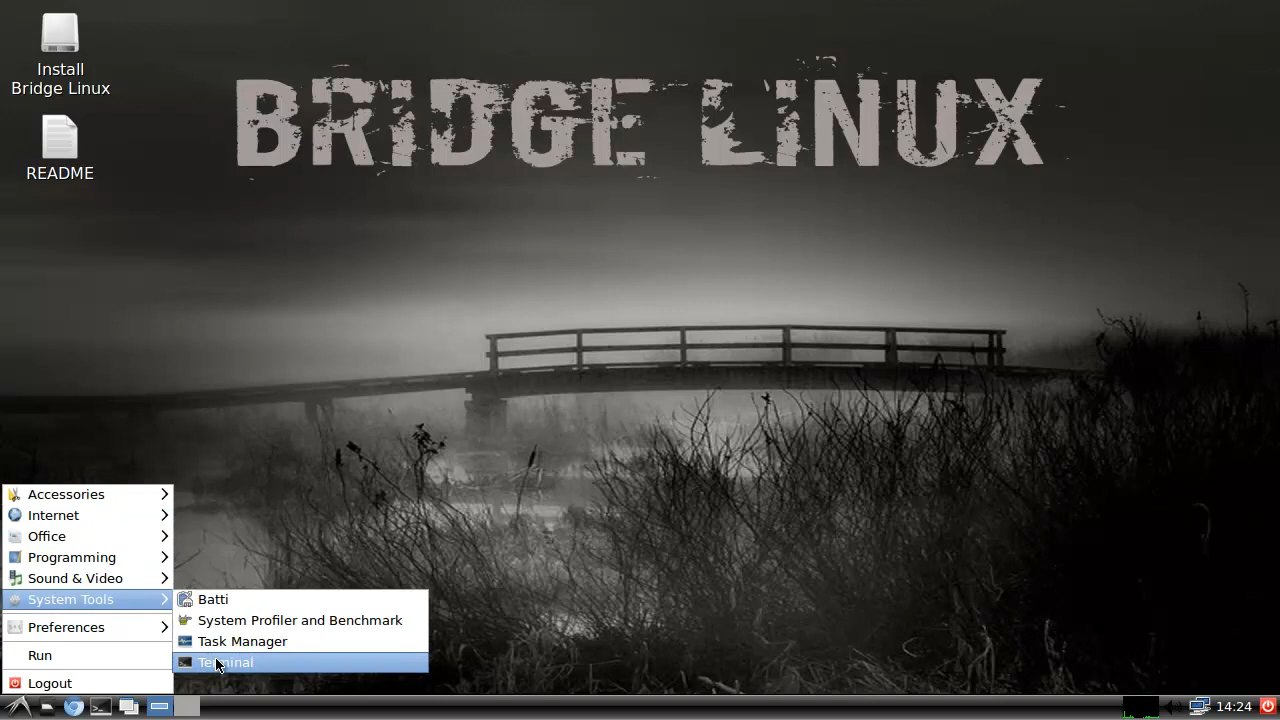 Install
Bridge Linux
README
BRIDGE LINUX
Accessories
Internet
Office
Programming
Sound & Video
System Tools
Preferences
Run
Logout
Batti
System Profiler and Benchmark
Task Manager
Terminal
14:24